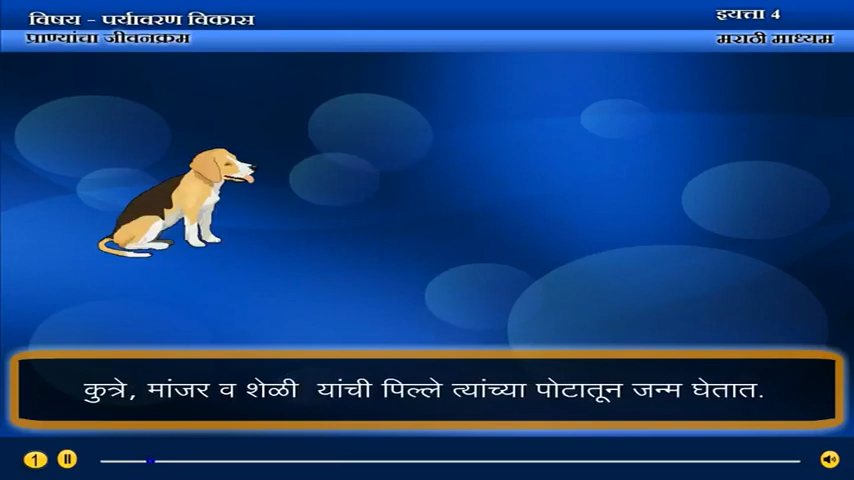 विषय - पर्यावरण विकास
इयत्ता 4
प्राण्यांचा जीवनक्रम
मराठी माध्यम
कुत्रे, मांजर व शेळी यांची पिल्ले त्यांच्या पोटातून जन्म घेतात.
1